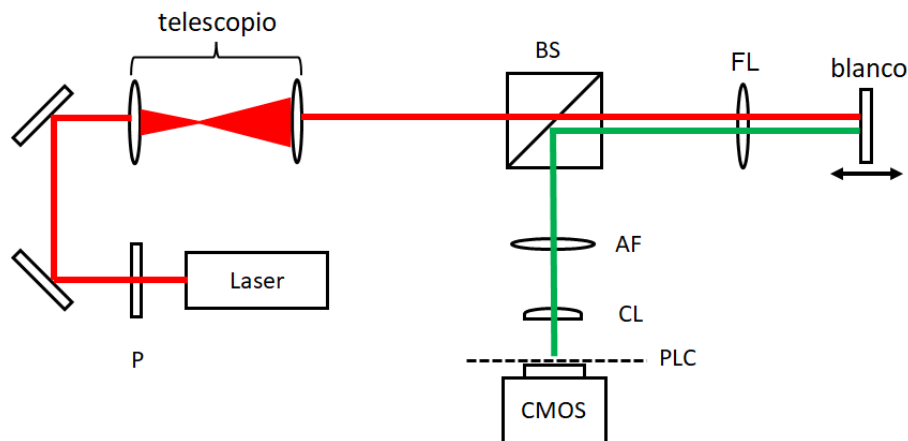 telescopio
BS
FL
blanco
AF
Laser
CL
P
PLC
CMOS